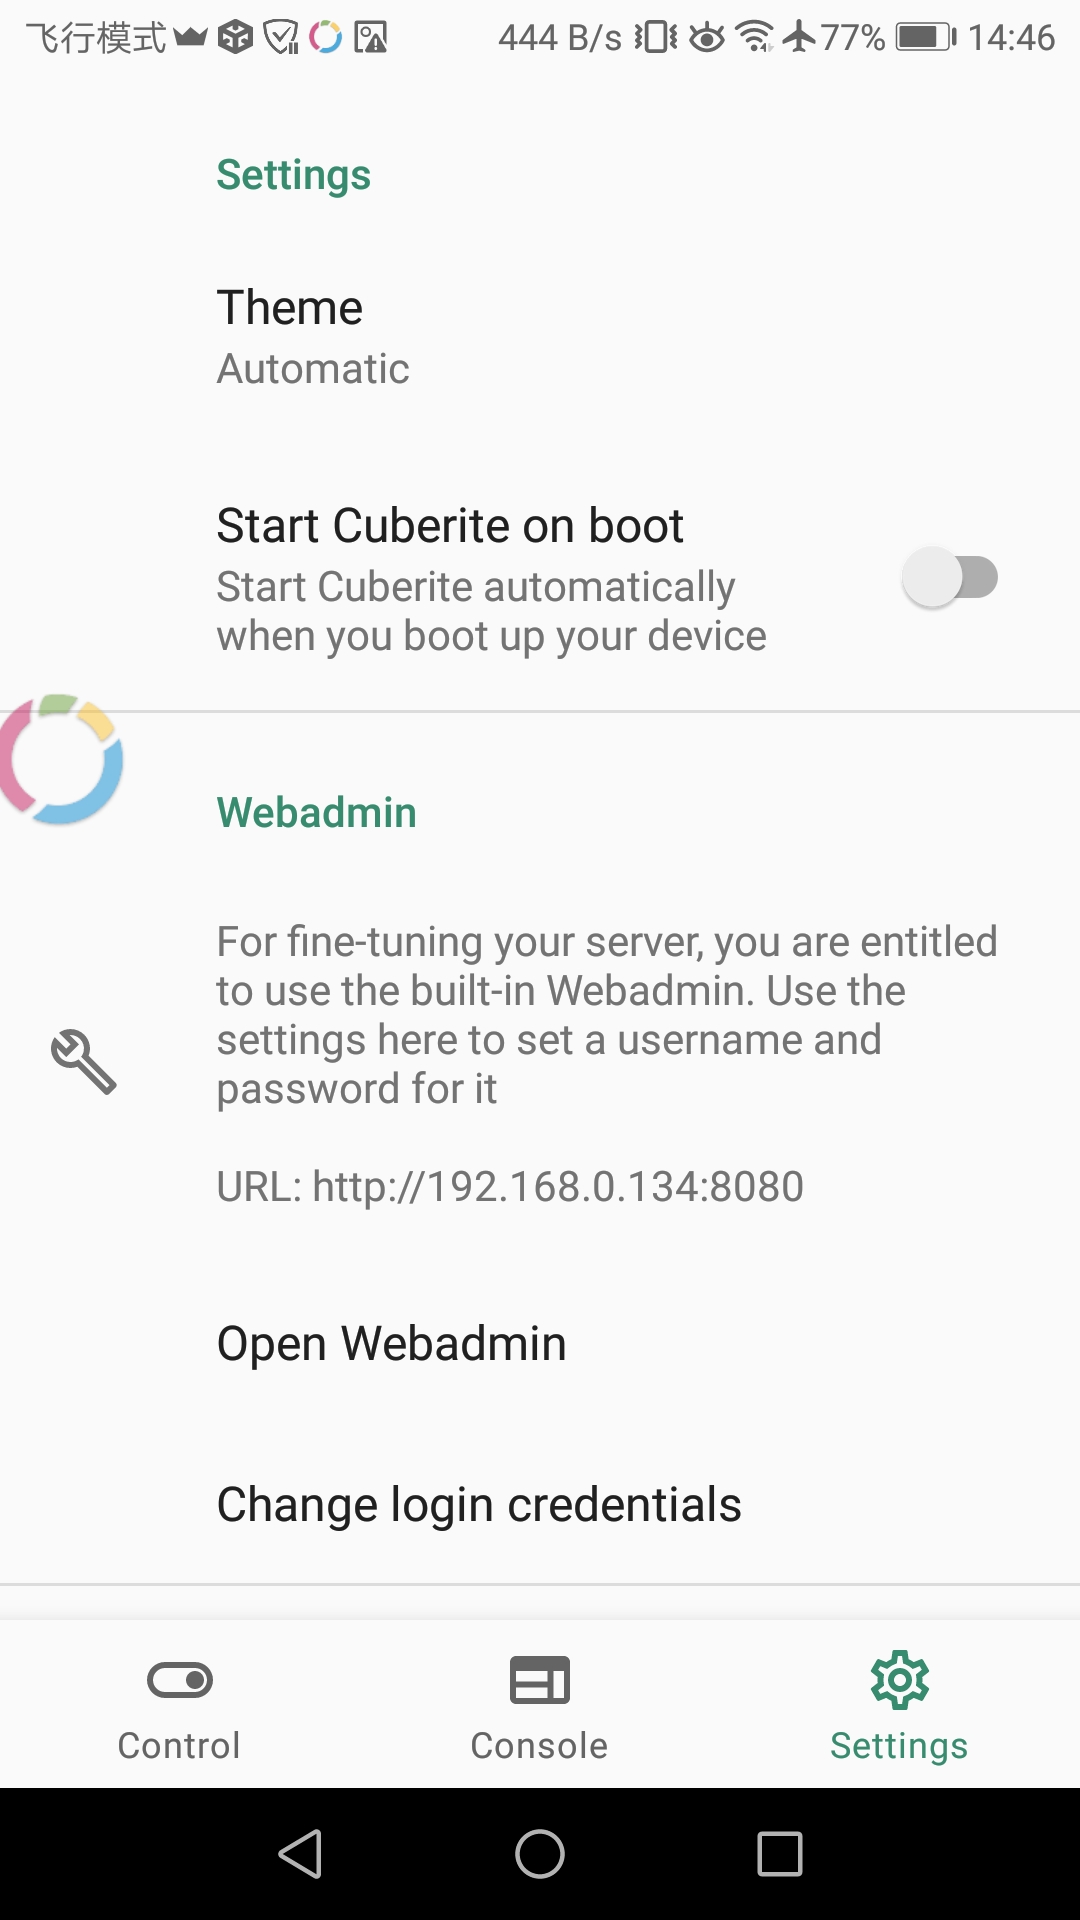 飞行模式 444 B/s 77% 14:46
Settings
Theme
Automatic
Start Cuberite on boot
Start Cuberite automatically
when you boot up your device
Webadmin
For fine-tuning your server, you are entitled
to use the built-in Webadmin. Use the
settings here to set a username and
password for it
URL: http://192.168.0.134:8080
Open Webadmin
Change login credentials
Control Console Settings